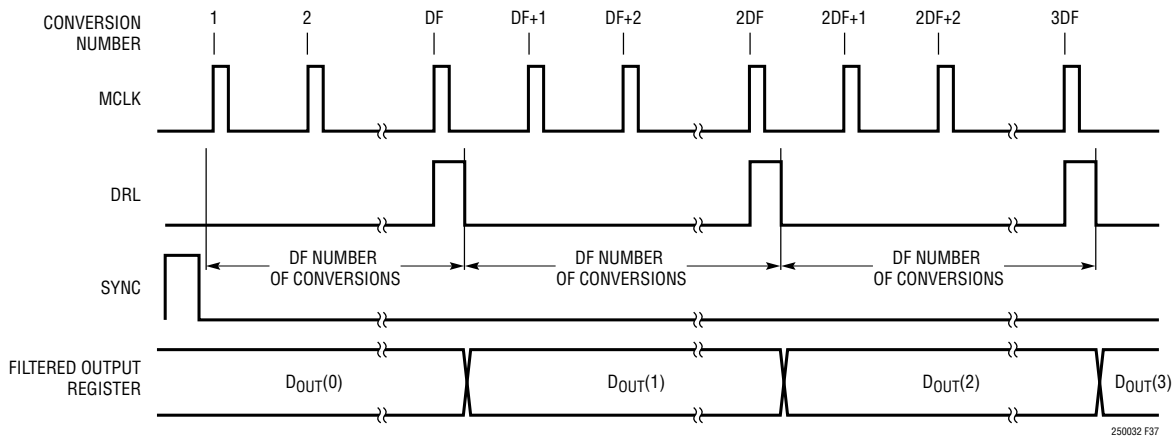 CONVERSION
NUMBER
1 2 DF DF+1 DF+2 2DF 2DF+1 2DF+2 3DF
MCLK
DRL
DF NUMBER
OF CONVERSIONS
DF NUMBER
OF CONVERSIONS
DF NUMBER
OF CONVERSIONS
SYNC
FILTERED OUTPUT
REGISTER
DOUT(0) DOUT(1) DOUT(2) DOUT(3)
250032 F37